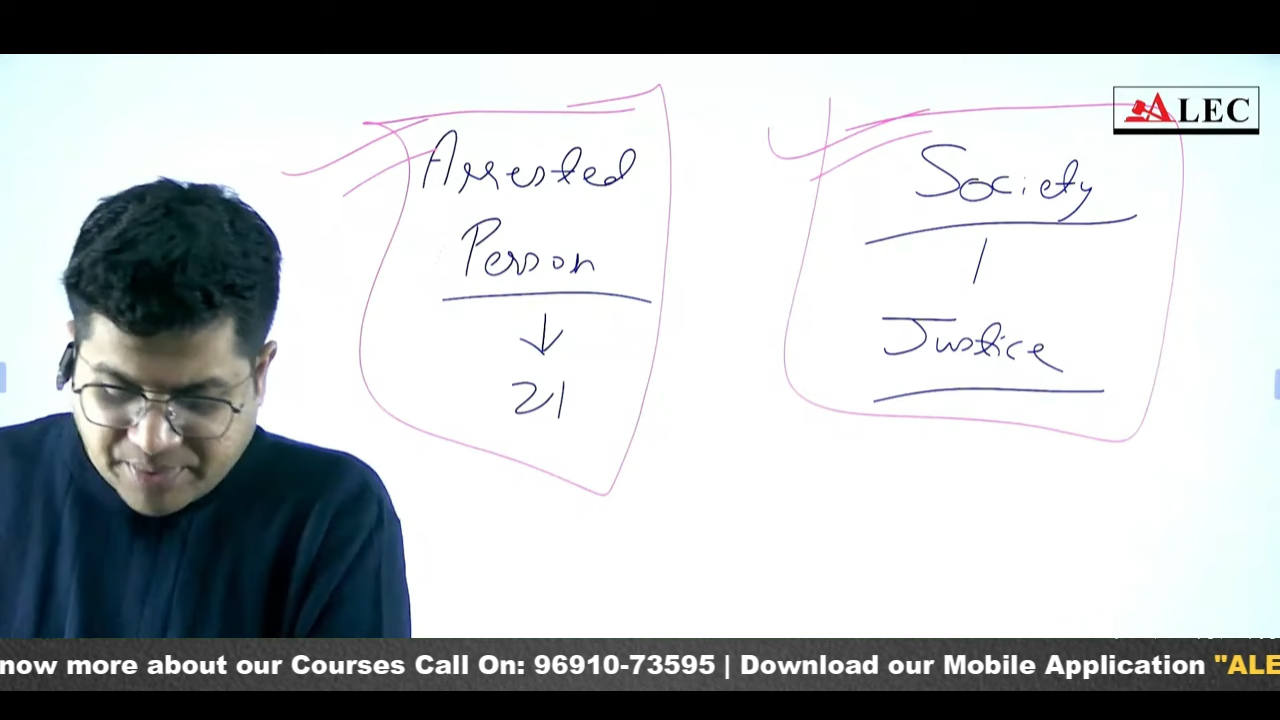 ALEC
Arrested
Person
21
Society
Justice
now more about our Courses Call On: 96910-73595 | Download our Mobile Application "ALE